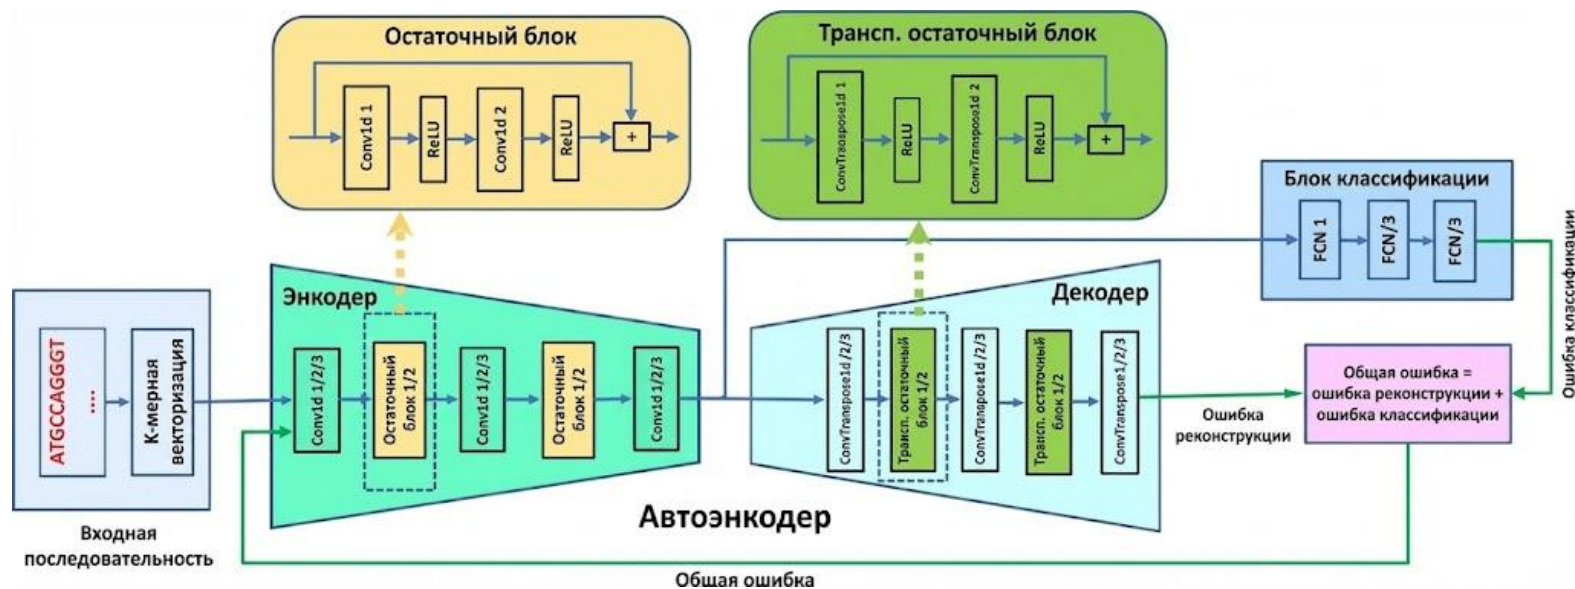 Остаточный блок
Conv1d 1
ReLU
Conv1d 2
ReLU
+
Трансп. остаточный блок
ConvTranspose1d 1
ReLU
ConvTranspose1d 2
ReLU
+
Блок классификации
FCN 1
FCN/3
FCN/3
Ошибка классификации
ATGCCAGGGT
....
К-мерная
векторизация
Входная
последовательность
Энкодер
Conv1d 1/2/3
Остаточный
блок 1/2
Conv1d 1/2/3
Остаточный
блок 1/2
Conv1d 1/2/3
Декодер
ConvTranspose1d/2/3
Трансп. остаточный
блок 1/2
ConvTranspose1d/2/3
Трансп. остаточный
блок 1/2
ConvTranspose1/2/3
Автоэнкодер
Ошибка
реконструкции
Общая ошибка =
ошибка реконструкции +
ошибка классификации
Общая ошибка